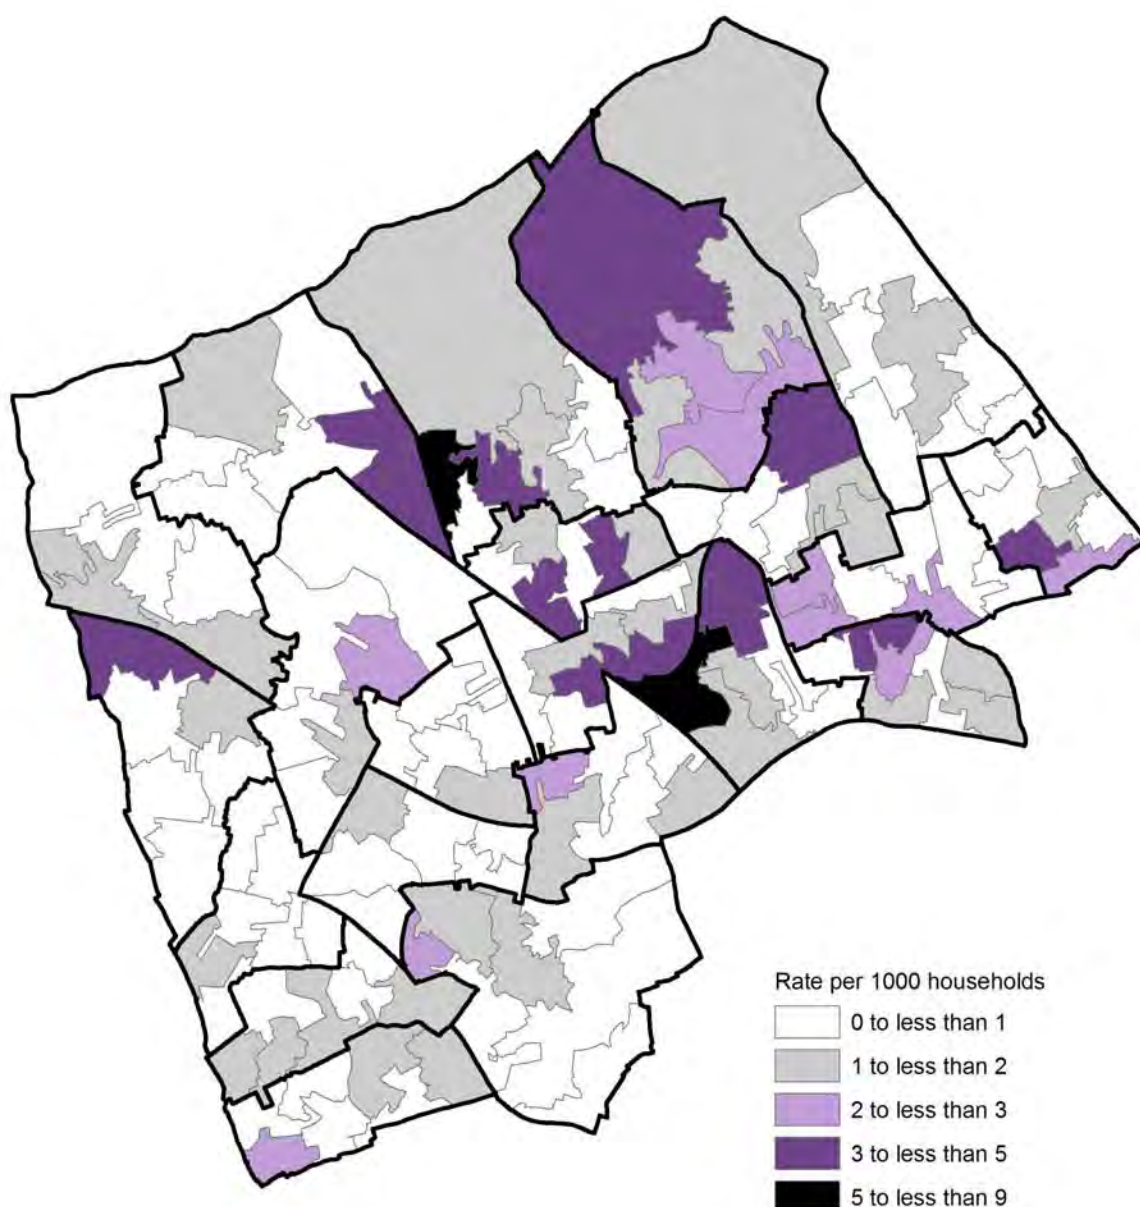 Rate per 1000 households
0 to less than 1
1 to less than 2
2 to less than 3
3 to less than 5
5 to less than 9